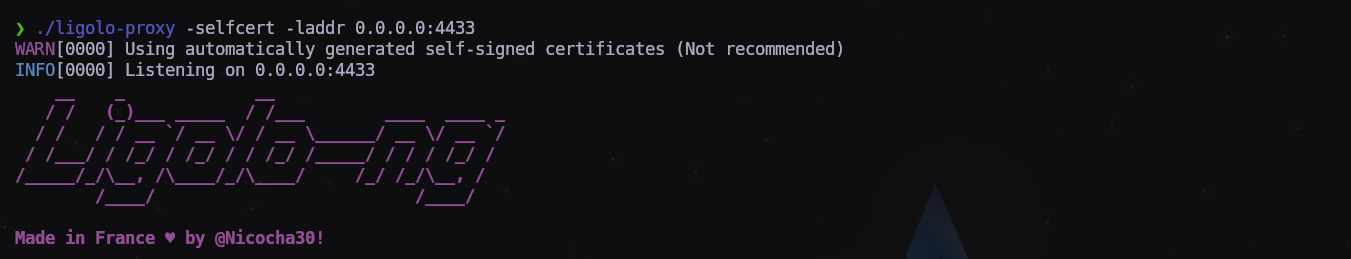 ❯ ./ligolo-proxy -selfcert -laddr 0.0.0.0:4433
WARN[0000] Using automatically generated self-signed certificates (Not recommended)
INFO[0000] Listening on 0.0.0.0:4433
Ligolo-ng
Made in France ♥ by @Nicocha30!